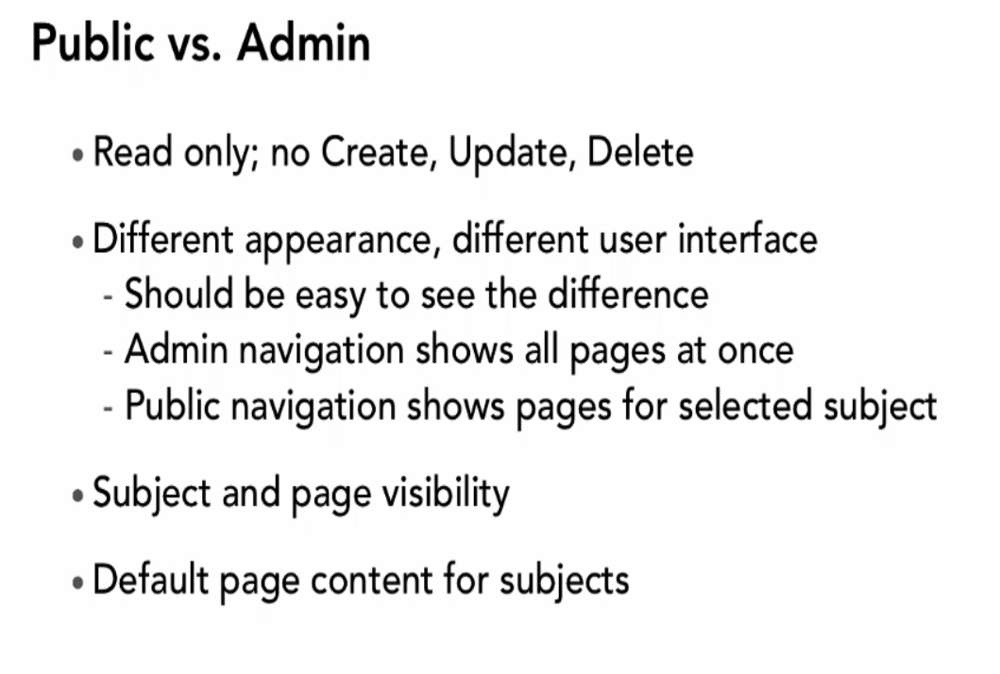 Public vs. Admin
• Read only; no Create, Update, Delete
• Different appearance, different user interface
- Should be easy to see the difference
- Admin navigation shows all pages at once
- Public navigation shows pages for selected subject
• Subject and page visibility
• Default page content for subjects